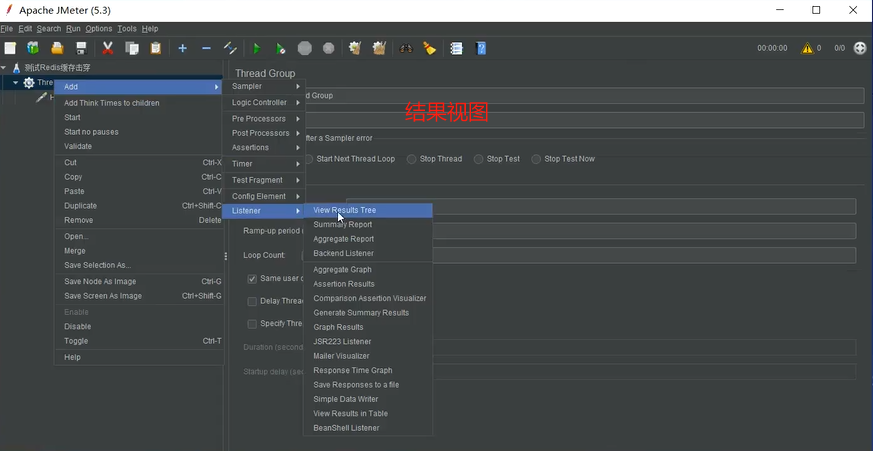 Apache JMeter (5.3)
File Edit Search Run Options Tools Help
00:00:00 0 0/0
测试Redis缓存击穿
Thre
H
Add
Add Think Times to children
Start
Start no pauses
Validate
Cut Ctrl-X
Copy Ctrl-C
Paste Ctrl-V
Duplicate Ctrl+Shift-C
Remove Delete
Open...
Merge
Save Selection As...
Save Node As Image Ctrl-G
Save Screen As Image Ctrl+Shift-G
Enable
Disable
Toggle Ctrl-T
Help
Sampler
Logic Controller
Pre Processors
Post Processors
Assertions
Timer
Test Fragment
Config Element
Listener
View Results Tree
Summary Report
Aggregate Report
Backend Listener
Aggregate Graph
Assertion Results
Comparison Assertion Visualizer
Generate Summary Results
Graph Results
JSR223 Listener
Mailer Visualizer
Response Time Graph
Save Responses to a file
Simple Data Writer
View Results in Table
BeanShell Listener
Thread Group
d Group
结果视图
fter a Sampler error
Start Next Thread Loop Stop Thread Stop Test Stop Test Now
Ramp-up period
Loop Count:
Same user
Delay Threa
Specify Thre
Duration (second
Startup delay (sec